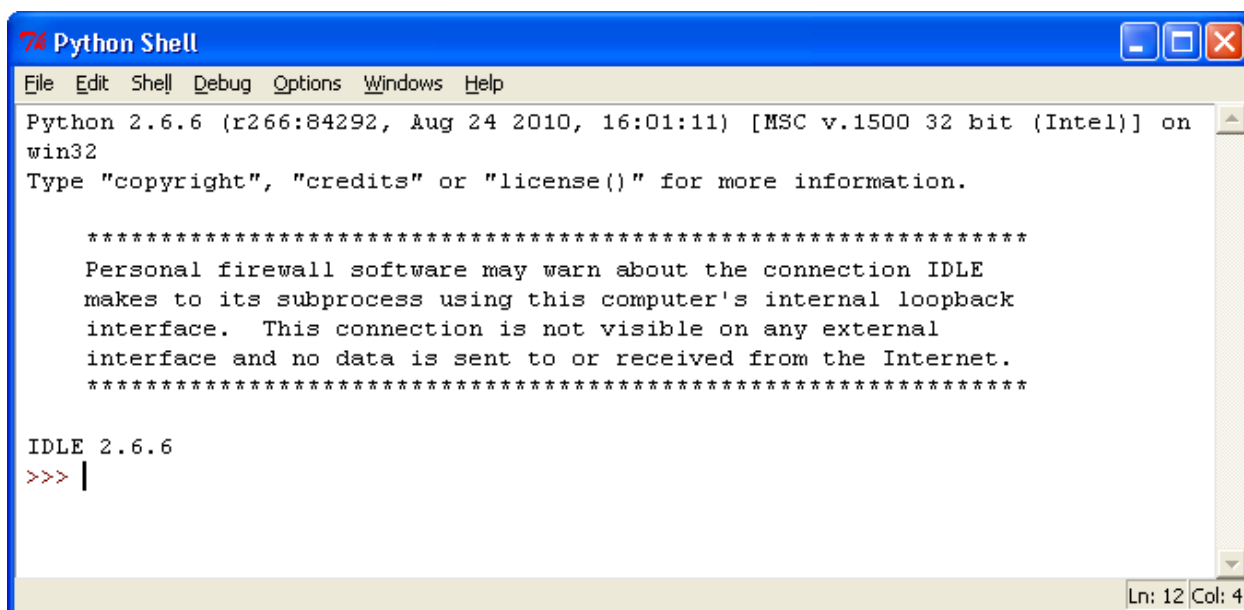 Python Shell
File Edit Shell Debug Options Windows Help
Python 2.6.6 (r266:84292, Aug 24 2010, 16:01:11) [MSC v.1500 32 bit (Intel)] on
win32
Type "copyright", "credits" or "license()" for more information.
****************************************************************
Personal firewall software may warn about the connection IDLE
makes to its subprocess using this computer's internal loopback
interface.  This connection is not visible on any external
interface and no data is sent to or received from the Internet.
****************************************************************
IDLE 2.6.6
>>>
Ln: 12 Col: 4